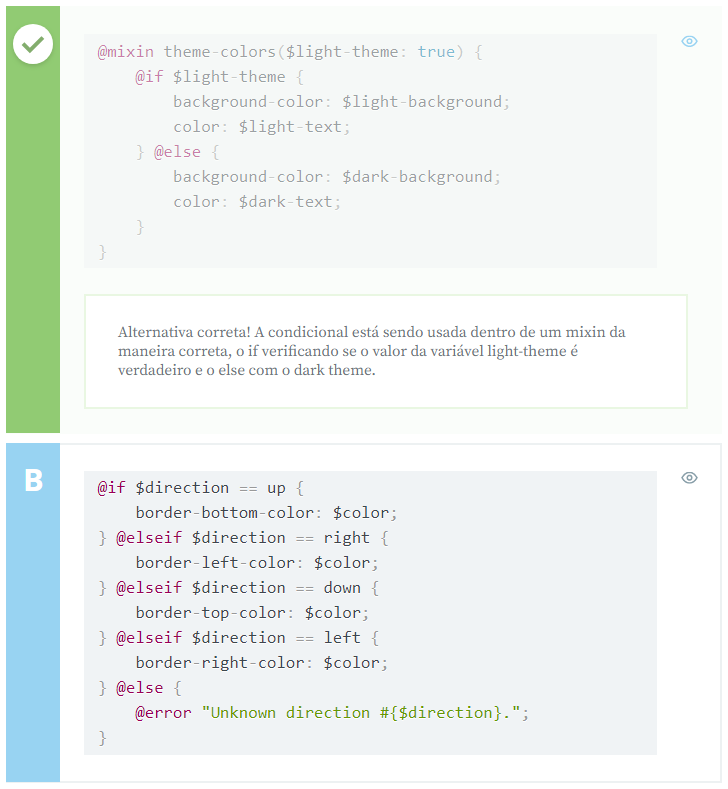 @mixin theme-colors($light-theme: true) {
    @if $light-theme {
        background-color: $light-background;
        color: $light-text;
    } @else {
        background-color: $dark-background;
        color: $dark-text;
    }
}
Alternativa correta! A condicional está sendo usada dentro de um mixin da
maneira correta, o if verificando se o valor da variável light-theme é
verdadeiro e o else com o dark theme.
B
@if $direction == up {
    border-bottom-color: $color;
} @elseif $direction == right {
    border-left-color: $color;
} @elseif $direction == down {
    border-top-color: $color;
} @elseif $direction == left {
    border-right-color: $color;
} @else {
    @error "Unknown direction #{$direction}.";
}